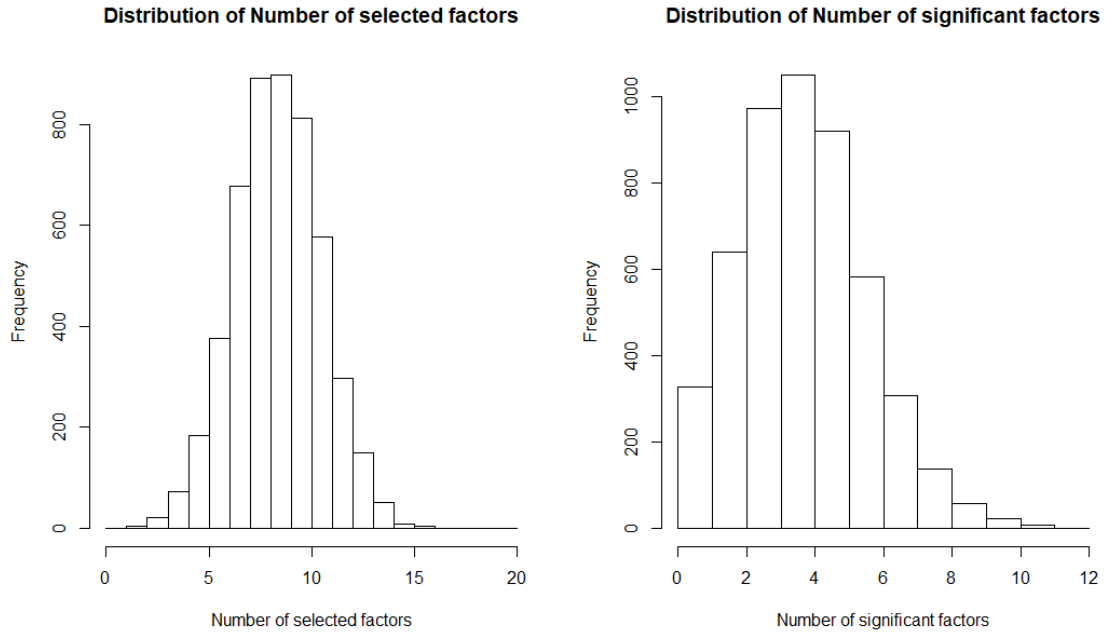 Distribution of Number of selected factors
Frequency
0
200
400
600
800
0 5 10 15 20
Number of selected factors
Distribution of Number of significant factors
Frequency
0
200
400
600
800
1000
0 2 4 6 8 10 12
Number of significant factors